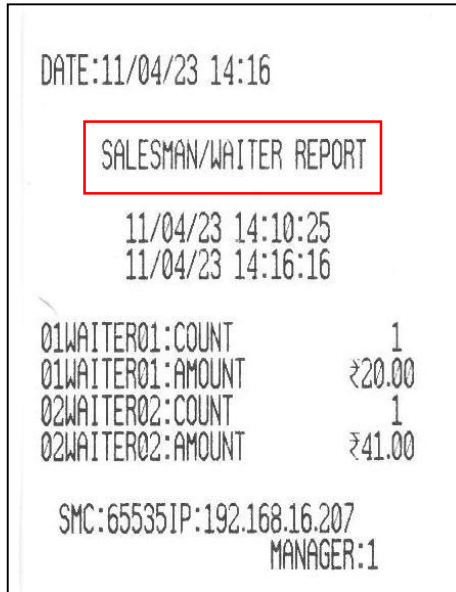 DATE:11/04/23 14:16
SALESMAN/WAITER REPORT
11/04/23 14:10:25
11/04/23 14:16:16
01WAITER01:COUNT 1
01WAITER01:AMOUNT ₹20.00
02WAITER02:COUNT 1
02WAITER02:AMOUNT ₹41.00
SMC:65535IP:192.168.16.207
MANAGER:1